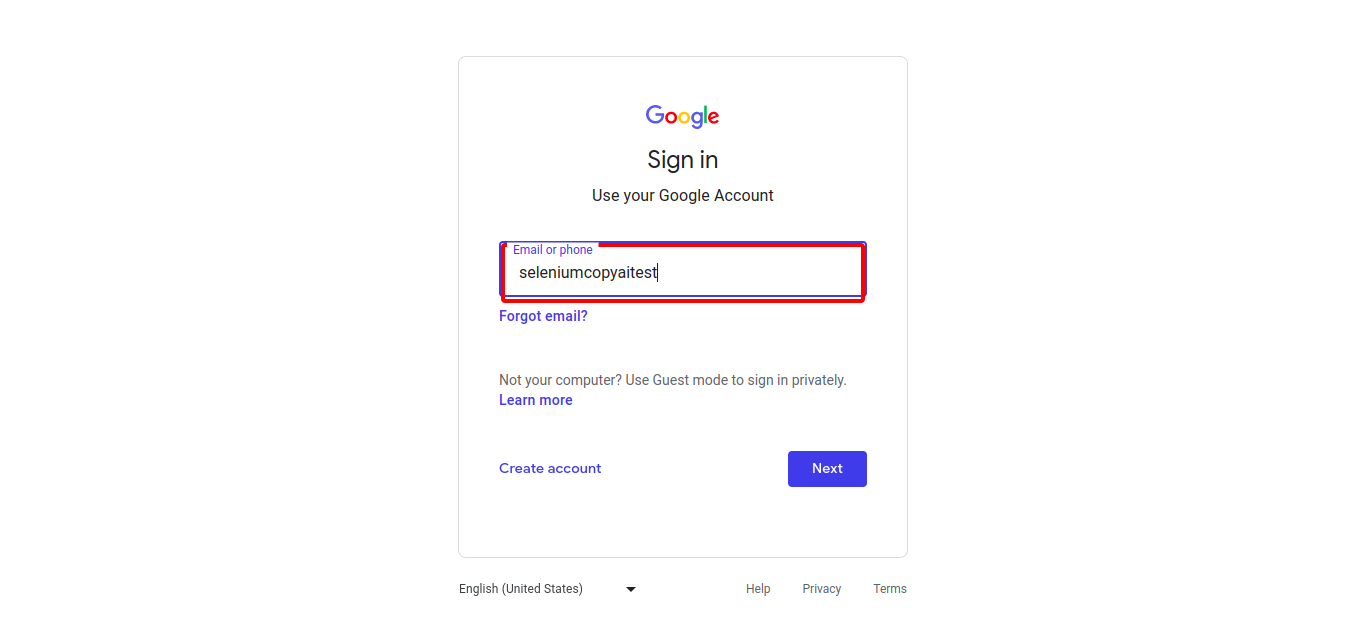 Google
Sign in
Use your Google Account
Email or phone
seleniumcopyaitest
Forgot email?
Not your computer? Use Guest mode to sign in privately.
Learn more
Create account
Next
English (United States)
Help
Privacy
Terms